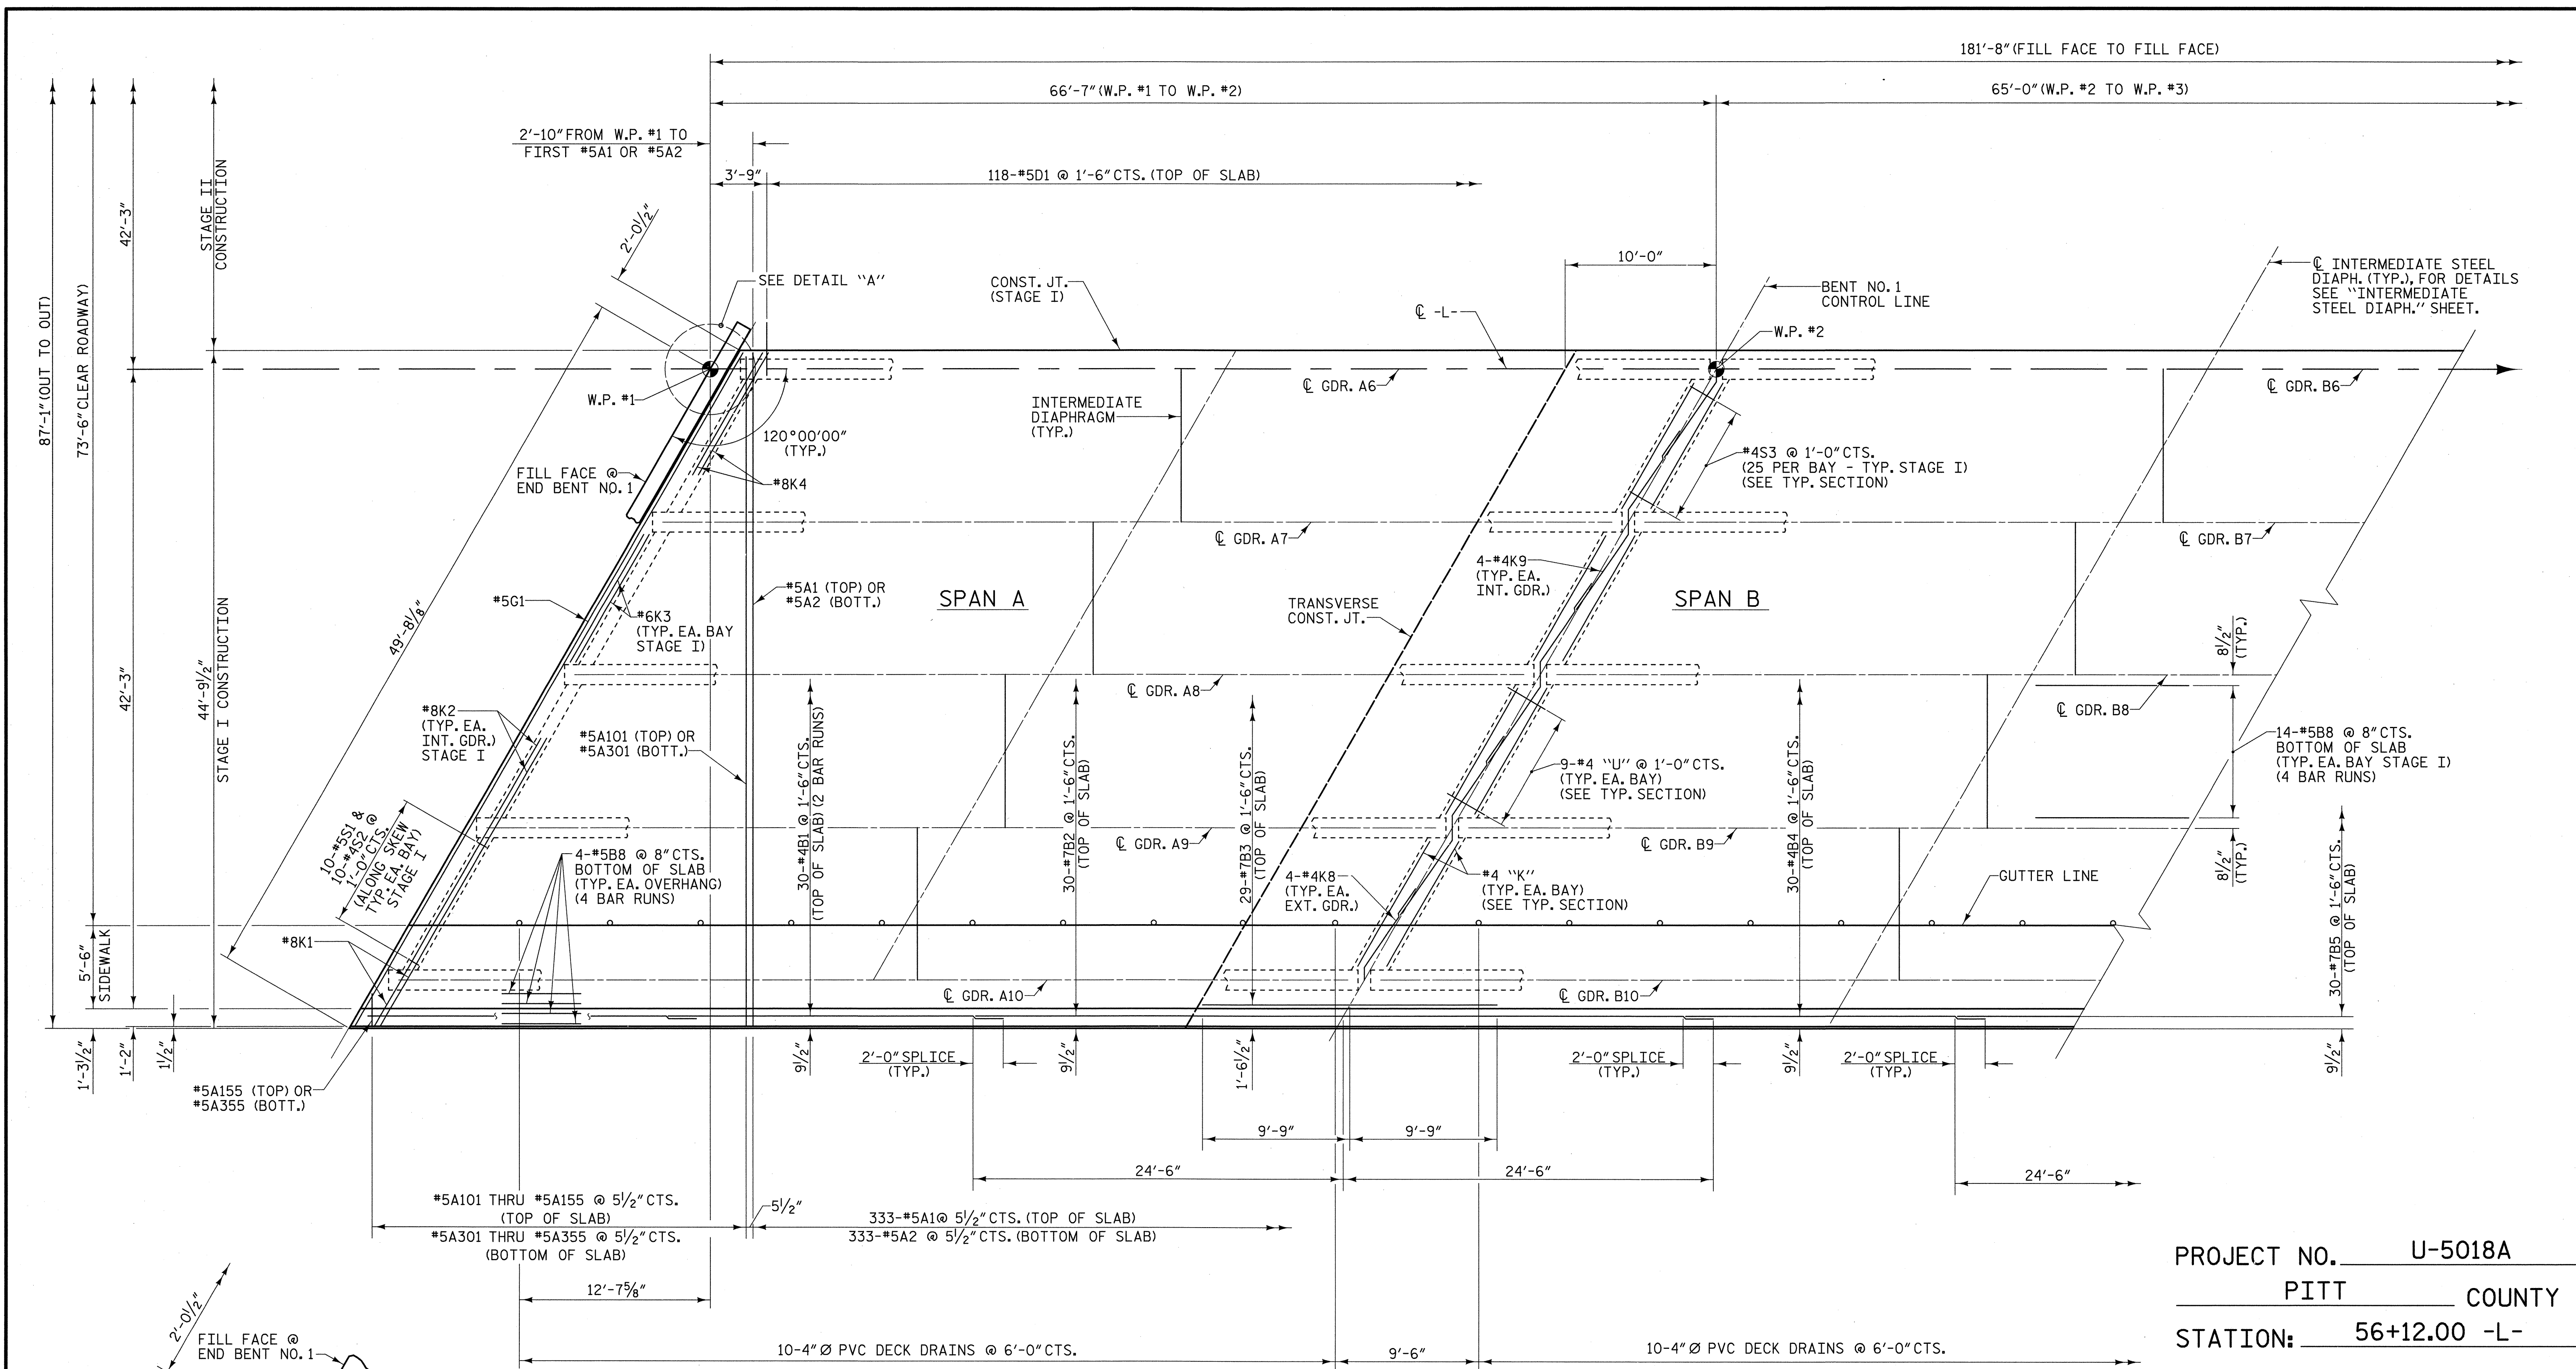 181'-8" (FILL FACE TO FILL FACE)
66'-7" (W.P. #1 TO W.P. #2)
65'-0" (W.P. #2 TO W.P. #3)
2'-10" FROM W.P. #1 TO
FIRST #5A1 OR #5A2
3'-9"
118-#5D1 @ 1'-6" CTS. (TOP OF SLAB)
87'-1" (OUT TO OUT)
73'-6" CLEAR ROADWAY)
42'-3"
STAGE II
CONSTRUCTION
2'-0½"
SEE DETAIL "A"
CONST. JT.
(STAGE I)
10'-0"
BENT NO. 1
CONTROL LINE
℄ INTERMEDIATE STEEL
DIAPH. (TYP.), FOR DETAILS
SEE "INTERMEDIATE
STEEL DIAPH." SHEET.
℄ -L-
W.P. #2
W.P. #1
℄ GDR. A6
℄ GDR. B6
INTERMEDIATE
DIAPHRAGM
(TYP.)
120°00'00"
(TYP.)
FILL FACE @
END BENT NO. 1
#8K4
#4S3 @ 1'-0" CTS.
(25 PER BAY - TYP. STAGE I)
(SEE TYP. SECTION)
℄ GDR. A7
℄ GDR. B7
49'-8⅛"
#5G1
#6K3
(TYP. EA. BAY
STAGE I)
#5A1 (TOP) OR
#5A2 (BOTT.)
SPAN A
4-#4K9
(TYP. EA.
INT. GDR.)
SPAN B
TRANSVERSE
CONST. JT.
42'-3"
44'-9½"
STAGE I CONSTRUCTION
8½"
(TYP.)
℄ GDR. A8
℄ GDR. B8
#8K2
(TYP. EA.
INT. GDR.)
STAGE I
#5A101 (TOP) OR
#5A301 (BOTT.)
30-#4B1 @ 1'-6" CTS.
(TOP OF SLAB) (2 BAR RUNS)
30-#7B2 @ 1'-6" CTS.
(TOP OF SLAB)
29-#7B3 @ 1'-6" CTS.
(TOP OF SLAB)
9-#4 "U" @ 1'-0" CTS.
(TYP. EA. BAY)
(SEE TYP. SECTION)
30-#4B4 @ 1'-6" CTS.
(TOP OF SLAB)
14-#5B8 @ 8" CTS.
BOTTOM OF SLAB
(TYP. EA. BAY STAGE I)
(4 BAR RUNS)
10-#5S1 &
10-#4S2 @
1'-0" CTS.
(ALONG SKEW
TYP. EA. BAY)
STAGE I
℄ GDR. A9
℄ GDR. B9
8½"
(TYP.)
4-#5B8 @ 8" CTS.
BOTTOM OF SLAB
(TYP. EA. OVERHANG)
(4 BAR RUNS)
4-#4K8
(TYP. EA.
EXT. GDR.)
#4 "K"
(TYP. EA. BAY)
(SEE TYP. SECTION)
GUTTER LINE
30-#7B5 @ 1'-6" CTS.
(TOP OF SLAB)
5'-6"
SIDEWALK
#8K1
℄ GDR. A10
℄ GDR. B10
1'-3½"
1'-2"
1½"
9½"
2'-0" SPLICE
(TYP.)
9½"
1'-6½"
2'-0" SPLICE
(TYP.)
9½"
2'-0" SPLICE
(TYP.)
9½"
#5A155 (TOP) OR
#5A355 (BOTT.)
9'-9"
9'-9"
24'-6"
24'-6"
24'-6"
#5A101 THRU #5A155 @ 5½" CTS.
(TOP OF SLAB)
#5A301 THRU #5A355 @ 5½" CTS.
(BOTTOM OF SLAB)
5½"
333-#5A1@ 5½" CTS. (TOP OF SLAB)
333-#5A2 @ 5½" CTS. (BOTTOM OF SLAB)
12'-7⅝"
2'-0½"
FILL FACE @
END BENT NO. 1
10-4" Ø PVC DECK DRAINS @ 6'-0" CTS.
9'-6"
10-4" Ø PVC DECK DRAINS @ 6'-0" CTS.
PROJECT NO. U-5018A
PITT COUNTY
STATION: 56+12.00 -L-